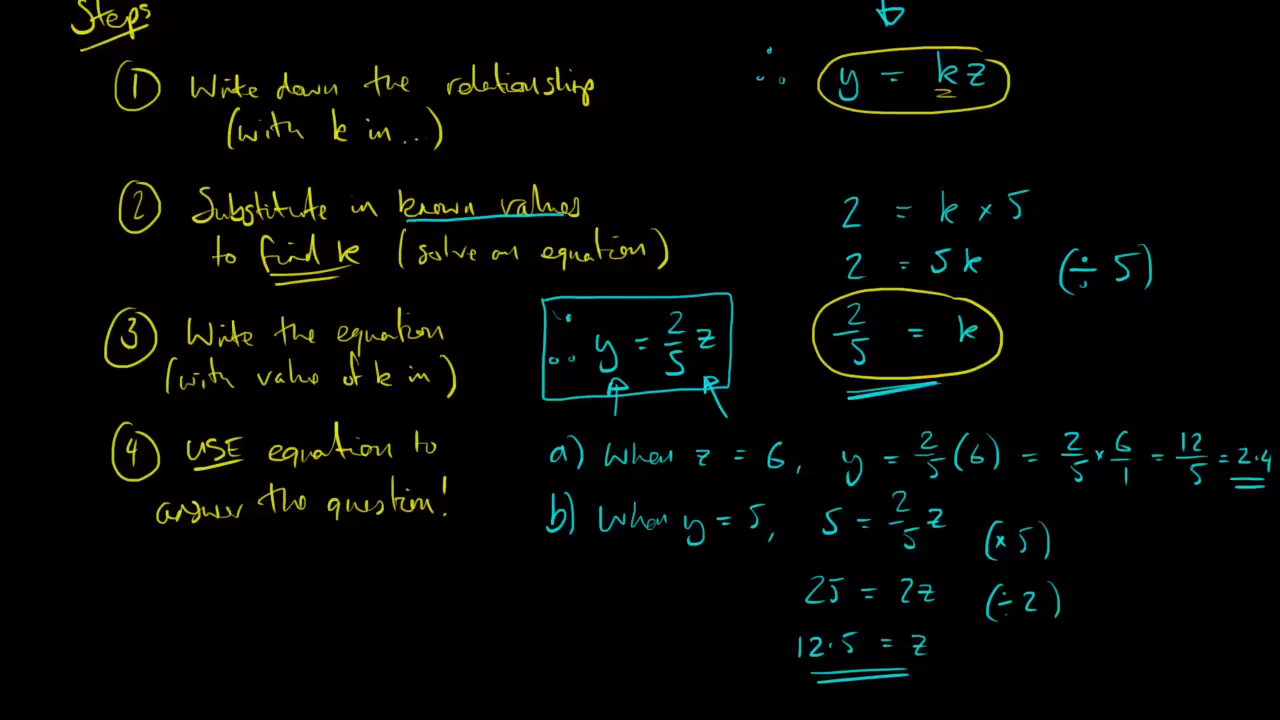 Steps
① Write down the relationship
(with k in...)
② Substitute in known values
to find k (solve an equation)
③ Write the equation
(with value of k in)
④ USE equation to
answer the question!
∴ y = kz
2 = k × 5
2 = 5k (÷ 5)
2/5 = k
∴ y = 2/5 z
a) When z = 6, y = 2/5 (6) = 2/5 × 6/1 = 12/5 = 2.4
b) When y = 5, 5 = 2/5 z (× 5)
25 = 2z (÷ 2)
12.5 = z